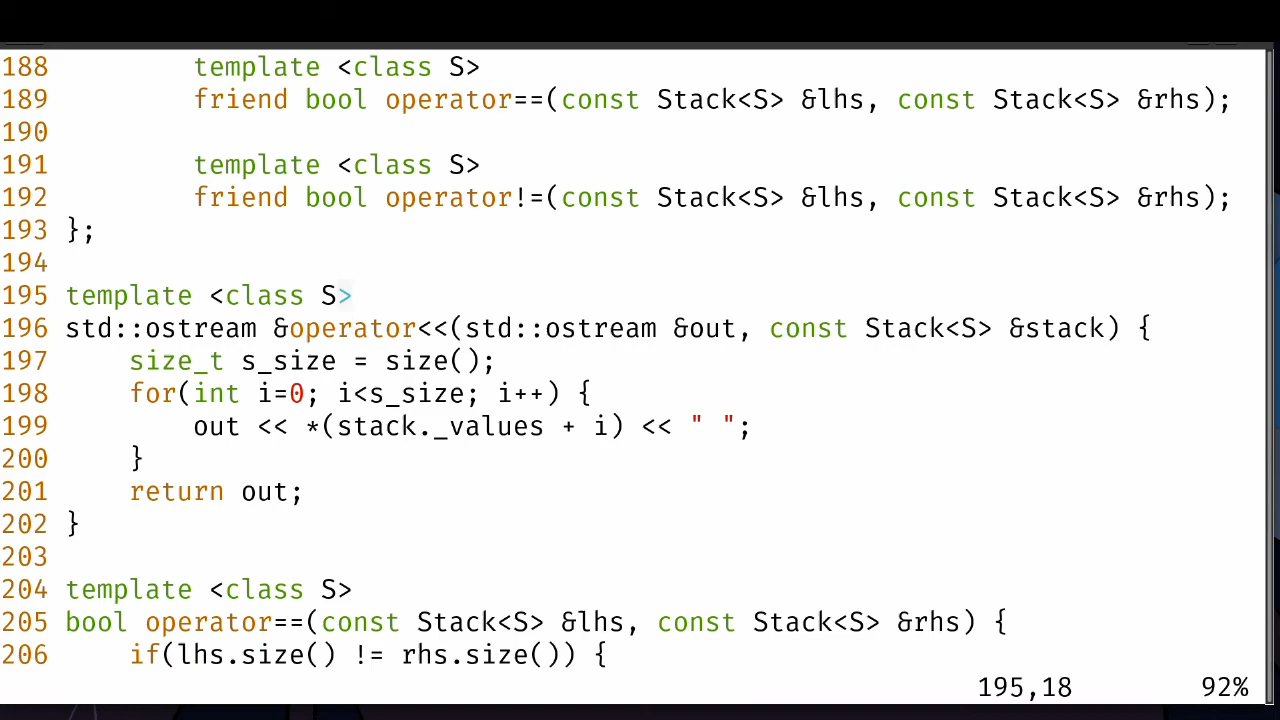 188         template <class S>
189         friend bool operator==(const Stack<S> &lhs, const Stack<S> &rhs);
190
191         template <class S>
192         friend bool operator!=(const Stack<S> &lhs, const Stack<S> &rhs);
193 };
194
195 template <class S>
196 std::ostream &operator<<(std::ostream &out, const Stack<S> &stack) {
197     size_t s_size = size();
198     for(int i=0; i<s_size; i++) {
199         out << *(stack._values + i) << " ";
200     }
201     return out;
202 }
203
204 template <class S>
205 bool operator==(const Stack<S> &lhs, const Stack<S> &rhs) {
206     if(lhs.size() != rhs.size()) {
195,18        92%